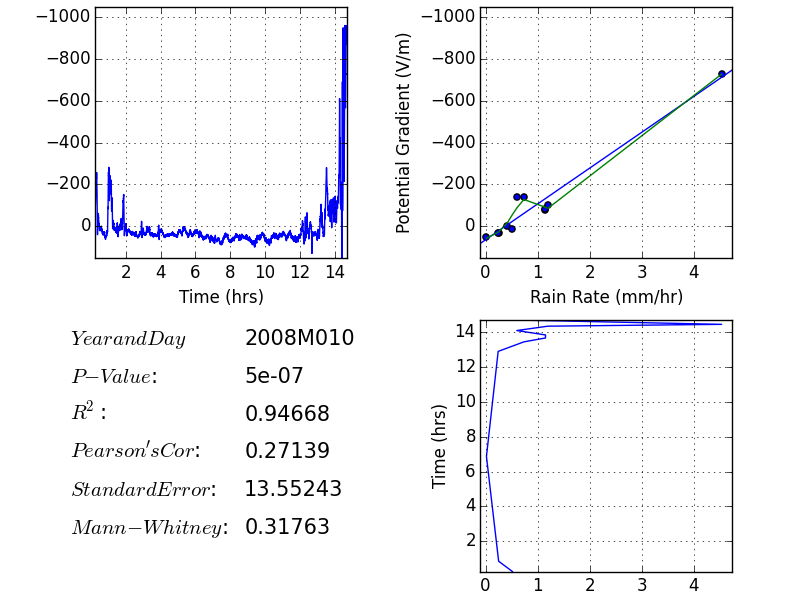 −1000
−800
−600
−400
−200
0
2 4 6 8 10 12 14
Time (hrs)
−1000
−800
−600
−400
−200
0
Potential Gradient (V/m)
0 1 2 3 4
Rain Rate (mm/hr)
YearandDay 2008M010
P−Value: 5e-07
R²: 0.94668
Pearson'sCor: 0.27139
StandardError: 13.55243
Mann−Whitney: 0.31763
14
12
10
8
6
4
2
Time (hrs)
0 1 2 3 4